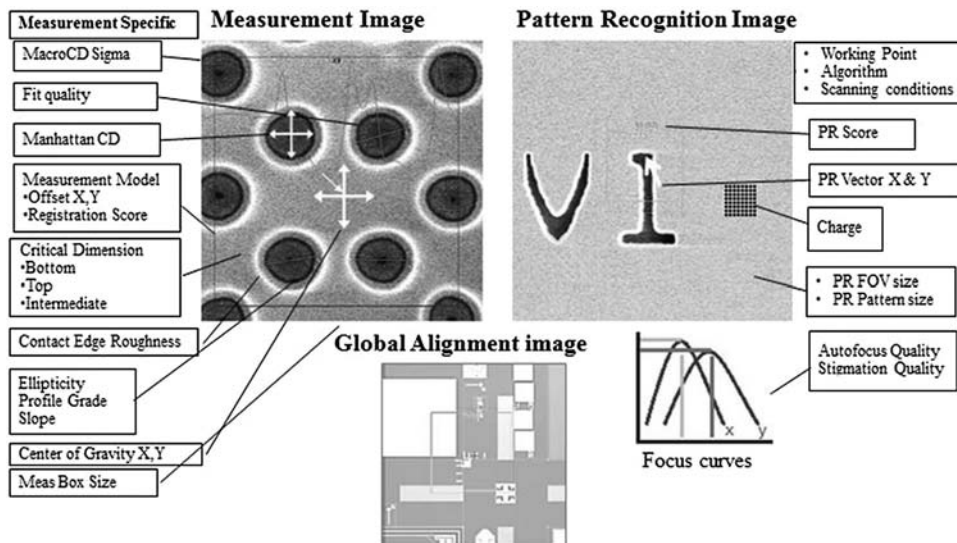 Measurement Specific
MacroCD Sigma
Fit quality
Manhattan CD
Measurement Model
•Offset X,Y
•Registration Score
Critical Dimension
•Bottom
•Top
•Intermediate
Contact Edge Roughness
Ellipticity
Profile Grade
Slope
Center of Gravity X,Y
Meas Box Size
Measurement Image
Pattern Recognition Image
V1
• Working Point
• Algorithm
• Scanning conditions
PR Score
PR Vector X & Y
Charge
• PR FOV size
• PR Pattern size
Global Alignment image
x y
Focus curves
Autofocus Quality
Stigmation Quality